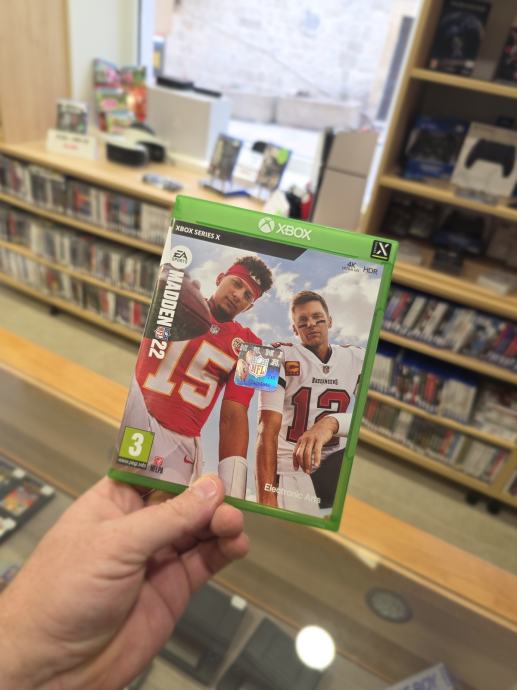 XBOX
XBOX SERIES X
X
EA
SPORTS
4K
ULTRA HD
HDR
MADDEN
NFL
22
NFL
15
BUCCANEERS
C
12
3
www.pegi.info
NFLPA
Electronic Arts